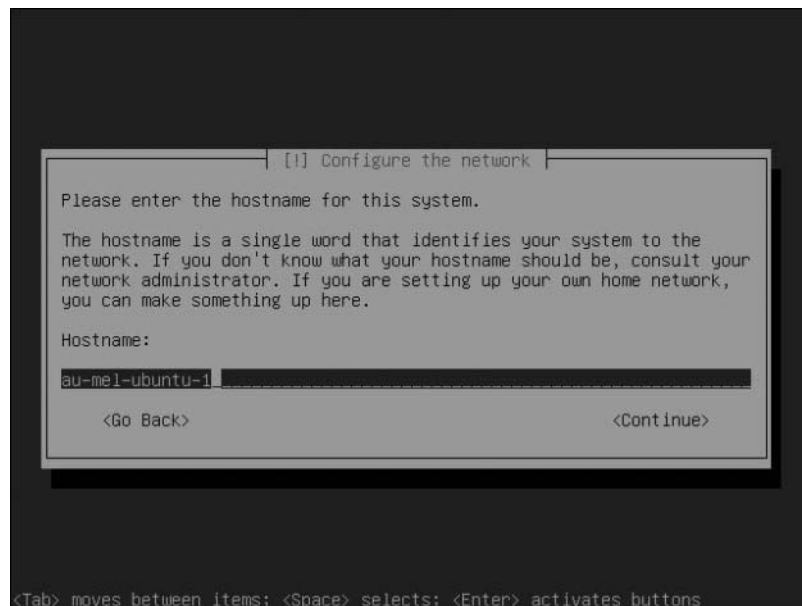 [!] Configure the network
Please enter the hostname for this system.
The hostname is a single word that identifies your system to the
network. If you don't know what your hostname should be, consult your
network administrator. If you are setting up your own home network,
you can make something up here.
Hostname:
au-mel-ubuntu-1
<Go Back> <Continue>
<Tab> moves between items; <Space> selects; <Enter> activates buttons